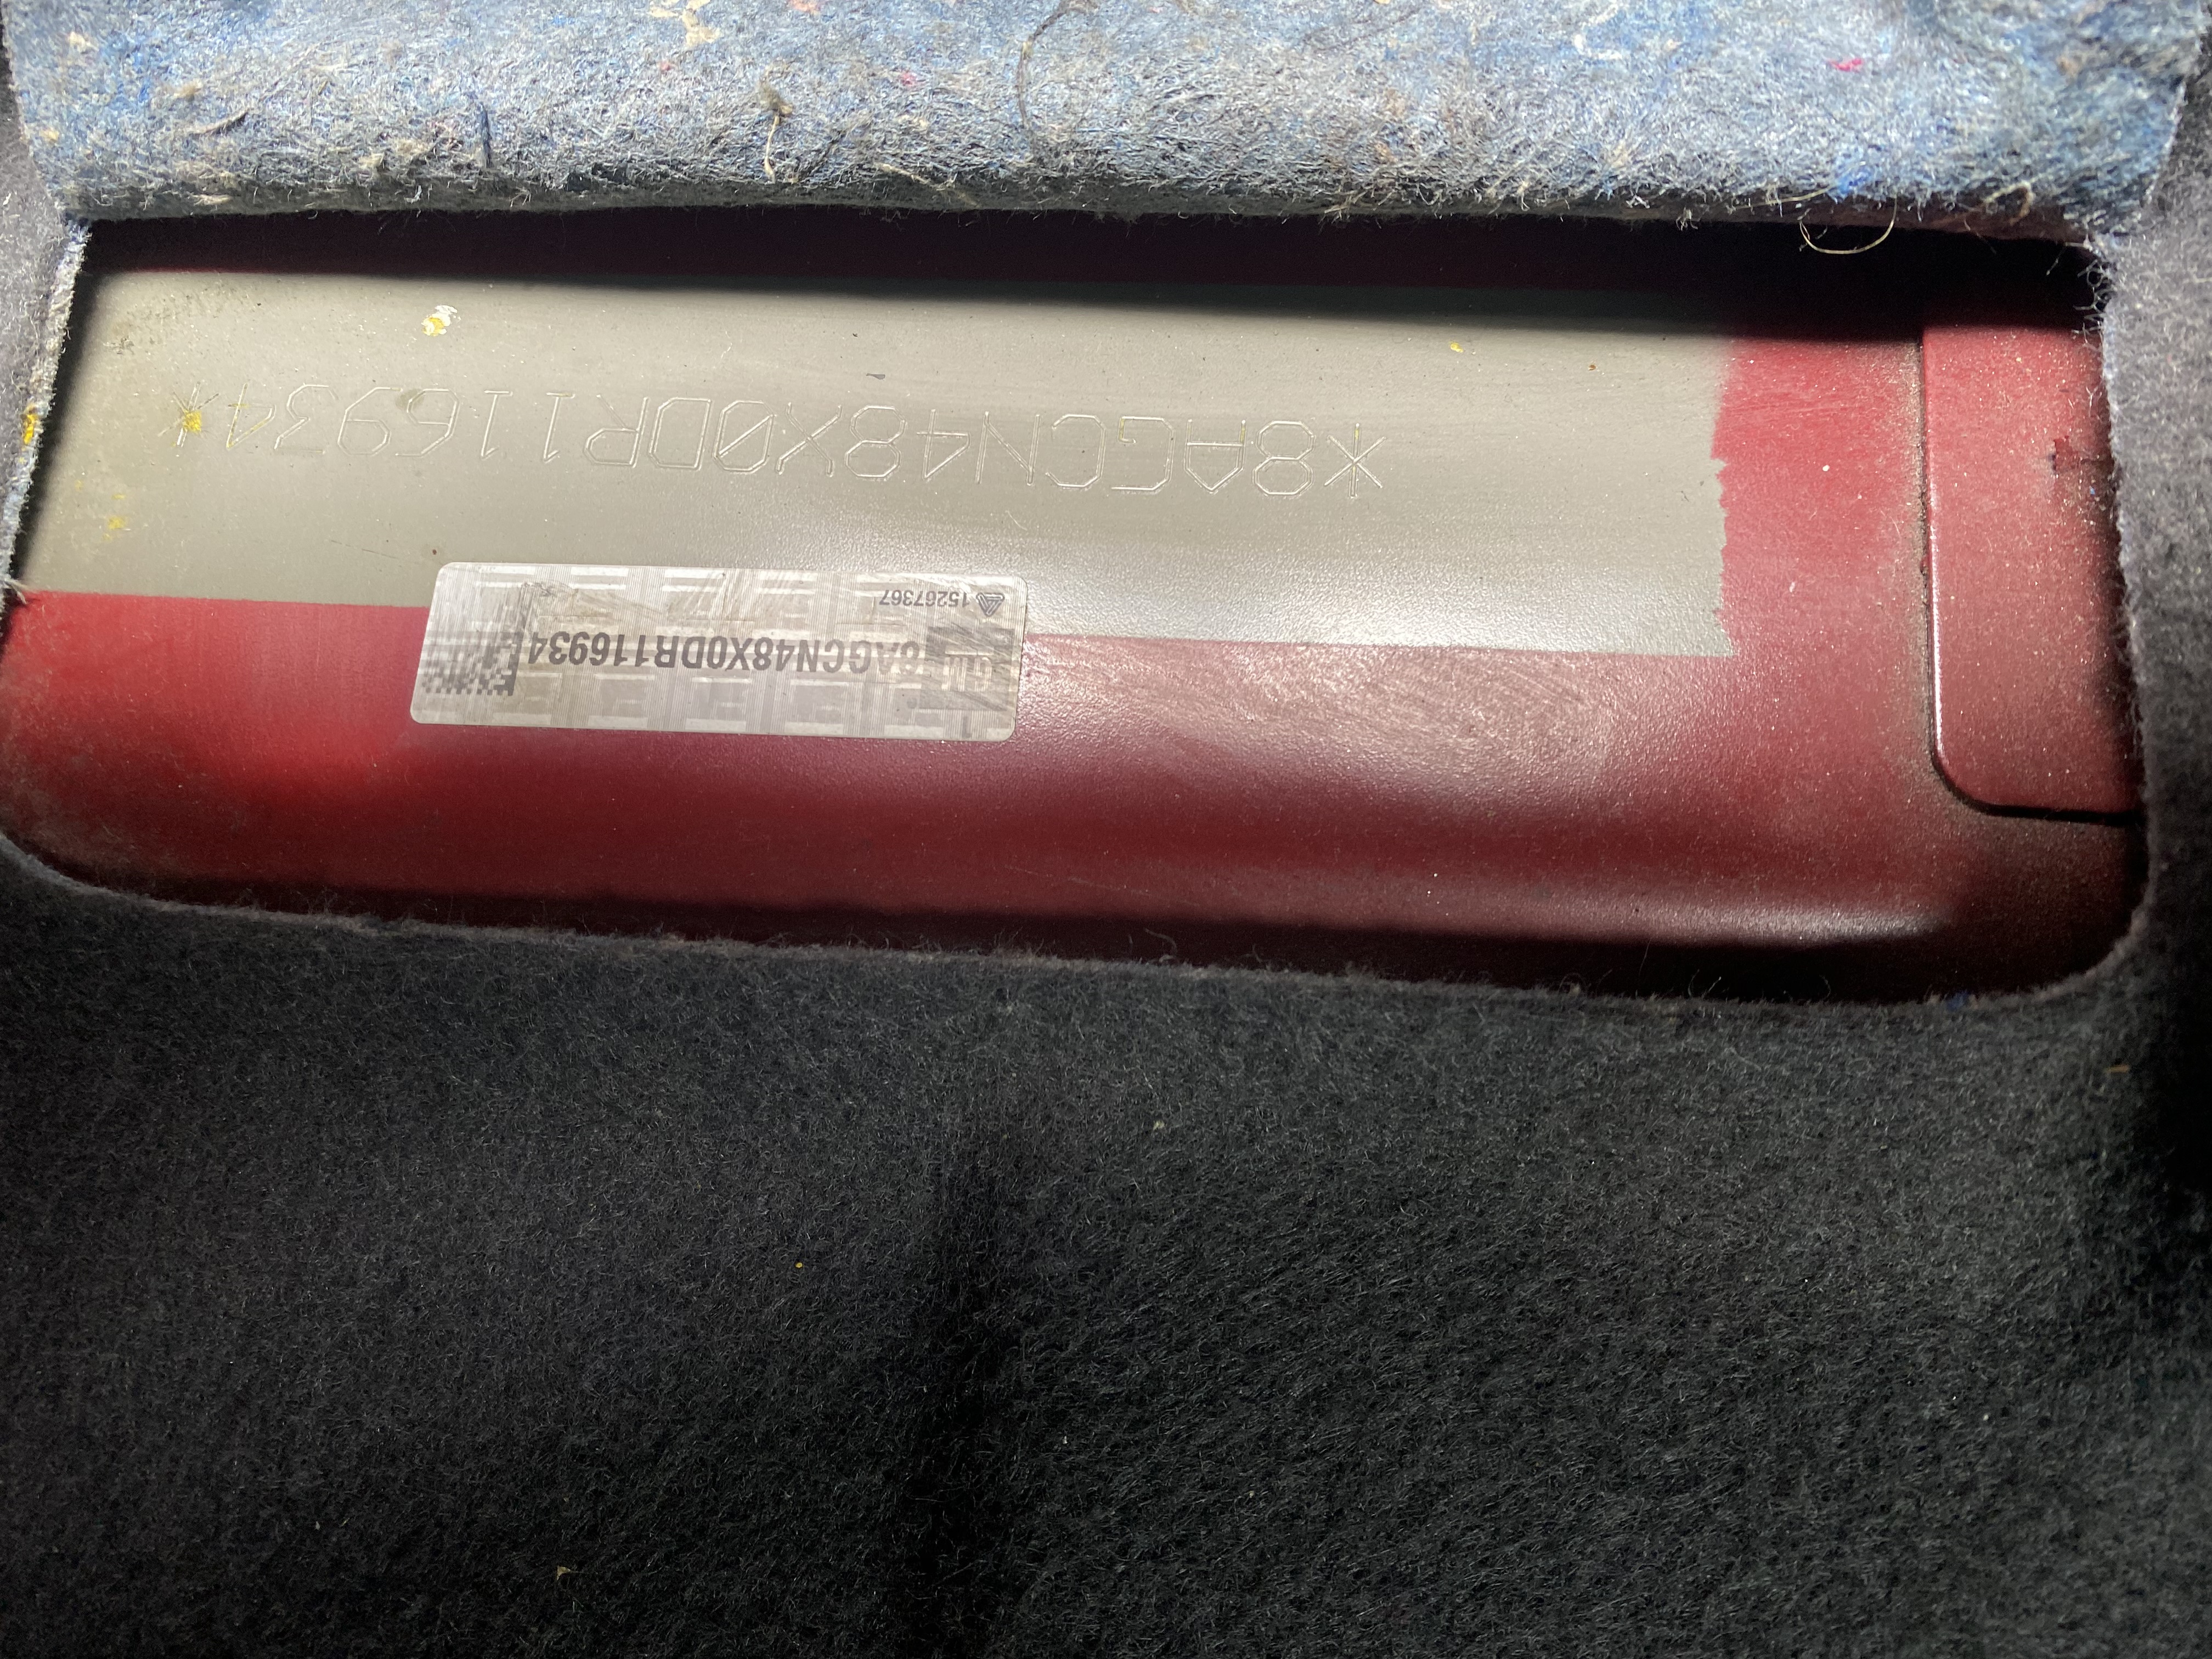 *8AGCN48X0DR116934*
15267367
GM
8AGCN48X0DR116934